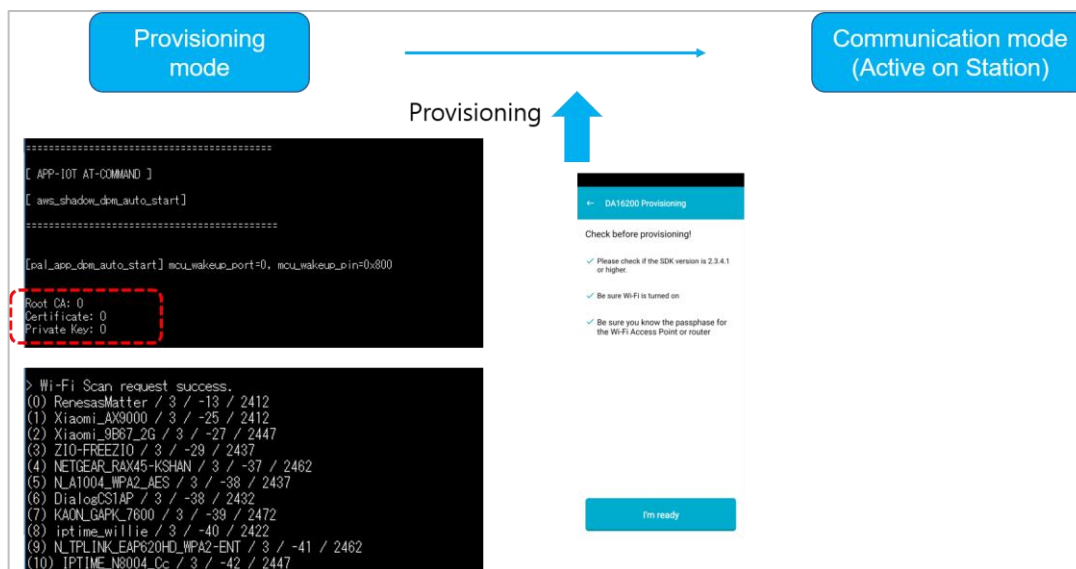 Provisioning
mode
Communication mode
(Active on Station)
Provisioning
===========================================
[ APP-IOT AT-COMMAND ]
[ aws_shadow_dpm_auto_start]
============================================
[pal_app_dpm_auto_start] mcu_wakeup_port=0, mcu_wakeup_pin=0x800
Root CA: 0
Certificate: 0
Private Key: 0
> Wi-Fi Scan request success.
(0) RenesasMatter / 3 / -13 / 2412
(1) Xiaomi_AX9000 / 3 / -25 / 2412
(2) Xiaomi_9B67_2G / 3 / -27 / 2447
(3) ZIO-FREEZIO / 3 / -29 / 2437
(4) NETGEAR_RAX45-KSHAN / 3 / -37 / 2462
(5) N_A1004_WPA2_AES / 3 / -38 / 2437
(6) DialogCS1AP / 3 / -38 / 2432
(7) KAON_GAPK_7600 / 3 / -39 / 2472
(8) iptime_willie / 3 / -40 / 2422
(9) N_TPLINK_EAP620HD_WPA2-ENT / 3 / -41 / 2462
(10) IPTIME_N8004_Cc / 3 / -42 / 2447
← DA16200 Provisioning
Check before provisioning!
✓ Please check if the SDK version is 2.3.4.1
or higher.
✓ Be sure Wi-Fi is turned on
✓ Be sure you know the passphase for
the Wi-Fi Access Point or router
I'm ready